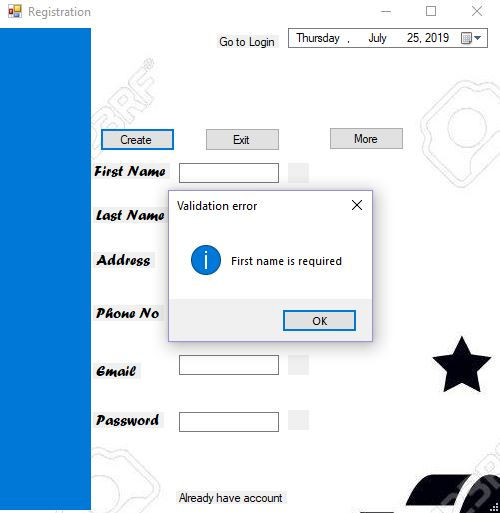 Registration
Go to Login
Thursday , July 25, 2019
Create
Exit
More
First Name
Last Name
Validation error
First name is required
Address
OK
Phone No
Email
Password
Already have account
123RF